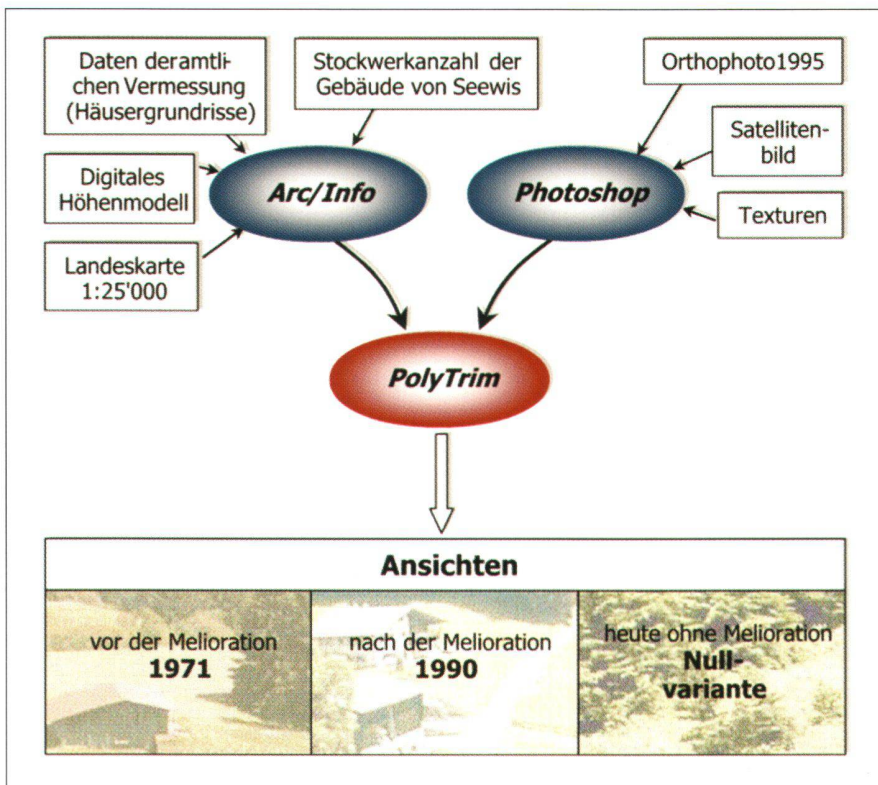 Daten deramtli-
chen Vermessung
(Häusergrundrisse)
Stockwerkanzahl der
Gebäude von Seewis
Orthophoto1995
Satelliten-
bild
Digitales
Höhenmodell
Arc/Info
Photoshop
Texturen
Landeskarte
1:25'000
PolyTrim
Ansichten
vor der Melioration
1971
nach der Melioration
1990
heute ohne Melioration
Null-
variante